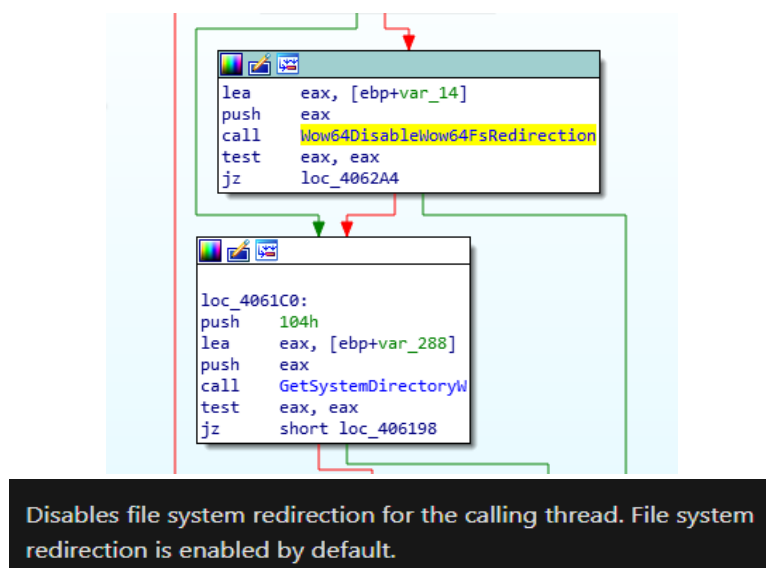 lea eax, [ebp+var_14]
push eax
call Wow64DisableWow64FsRedirection
test eax, eax
jz loc_4062A4
loc_4061C0:
push 104h
lea eax, [ebp+var_288]
push eax
call GetSystemDirectoryW
test eax, eax
jz short loc_406198
Disables file system redirection for the calling thread. File system
redirection is enabled by default.